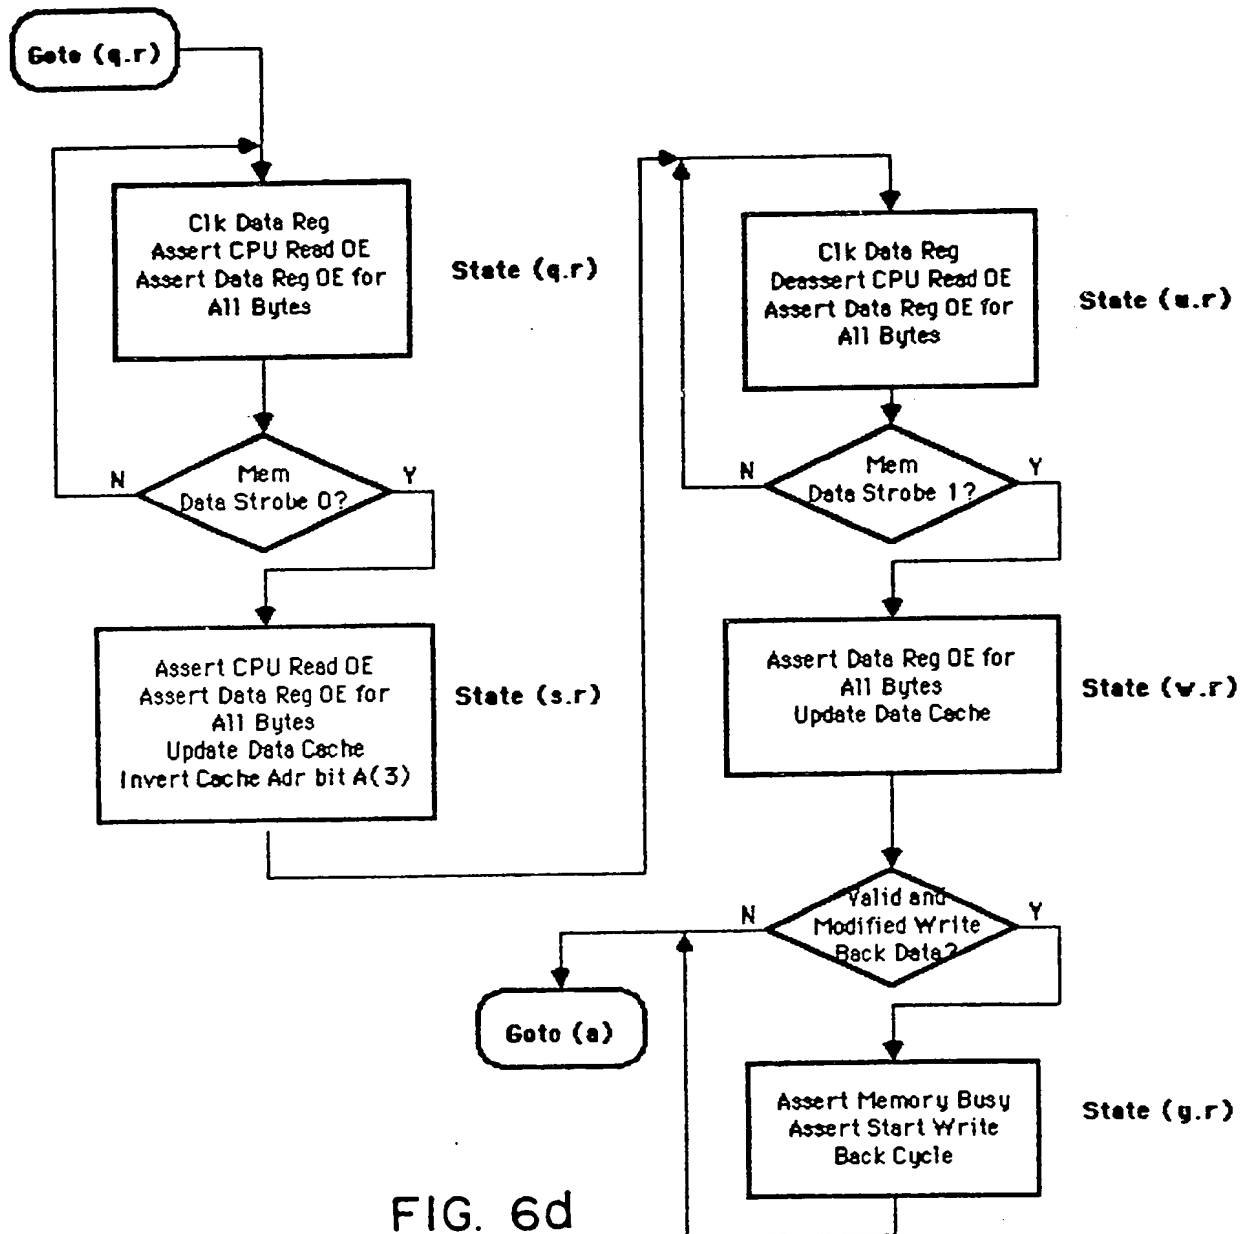 Goto (q.r)
Clk Data Reg
Assert CPU Read OE
Assert Data Reg OE for
All Bytes
State (q.r)
Mem
Data Strobe 0?
N
Y
Assert CPU Read OE
Assert Data Reg OE for
All Bytes
Update Data Cache
Invert Cache Adr bit A(3)
State (s.r)
Clk Data Reg
Deassert CPU Read OE
Assert Data Reg OE for
All Bytes
State (u.r)
Mem
Data Strobe 1?
N
Y
Assert Data Reg OE for
All Bytes
Update Data Cache
State (w.r)
Valid and
Modified Write
Back Data?
N
Y
Goto (a)
Assert Memory Busy
Assert Start Write
Back Cycle
State (y.r)
FIG. 6d